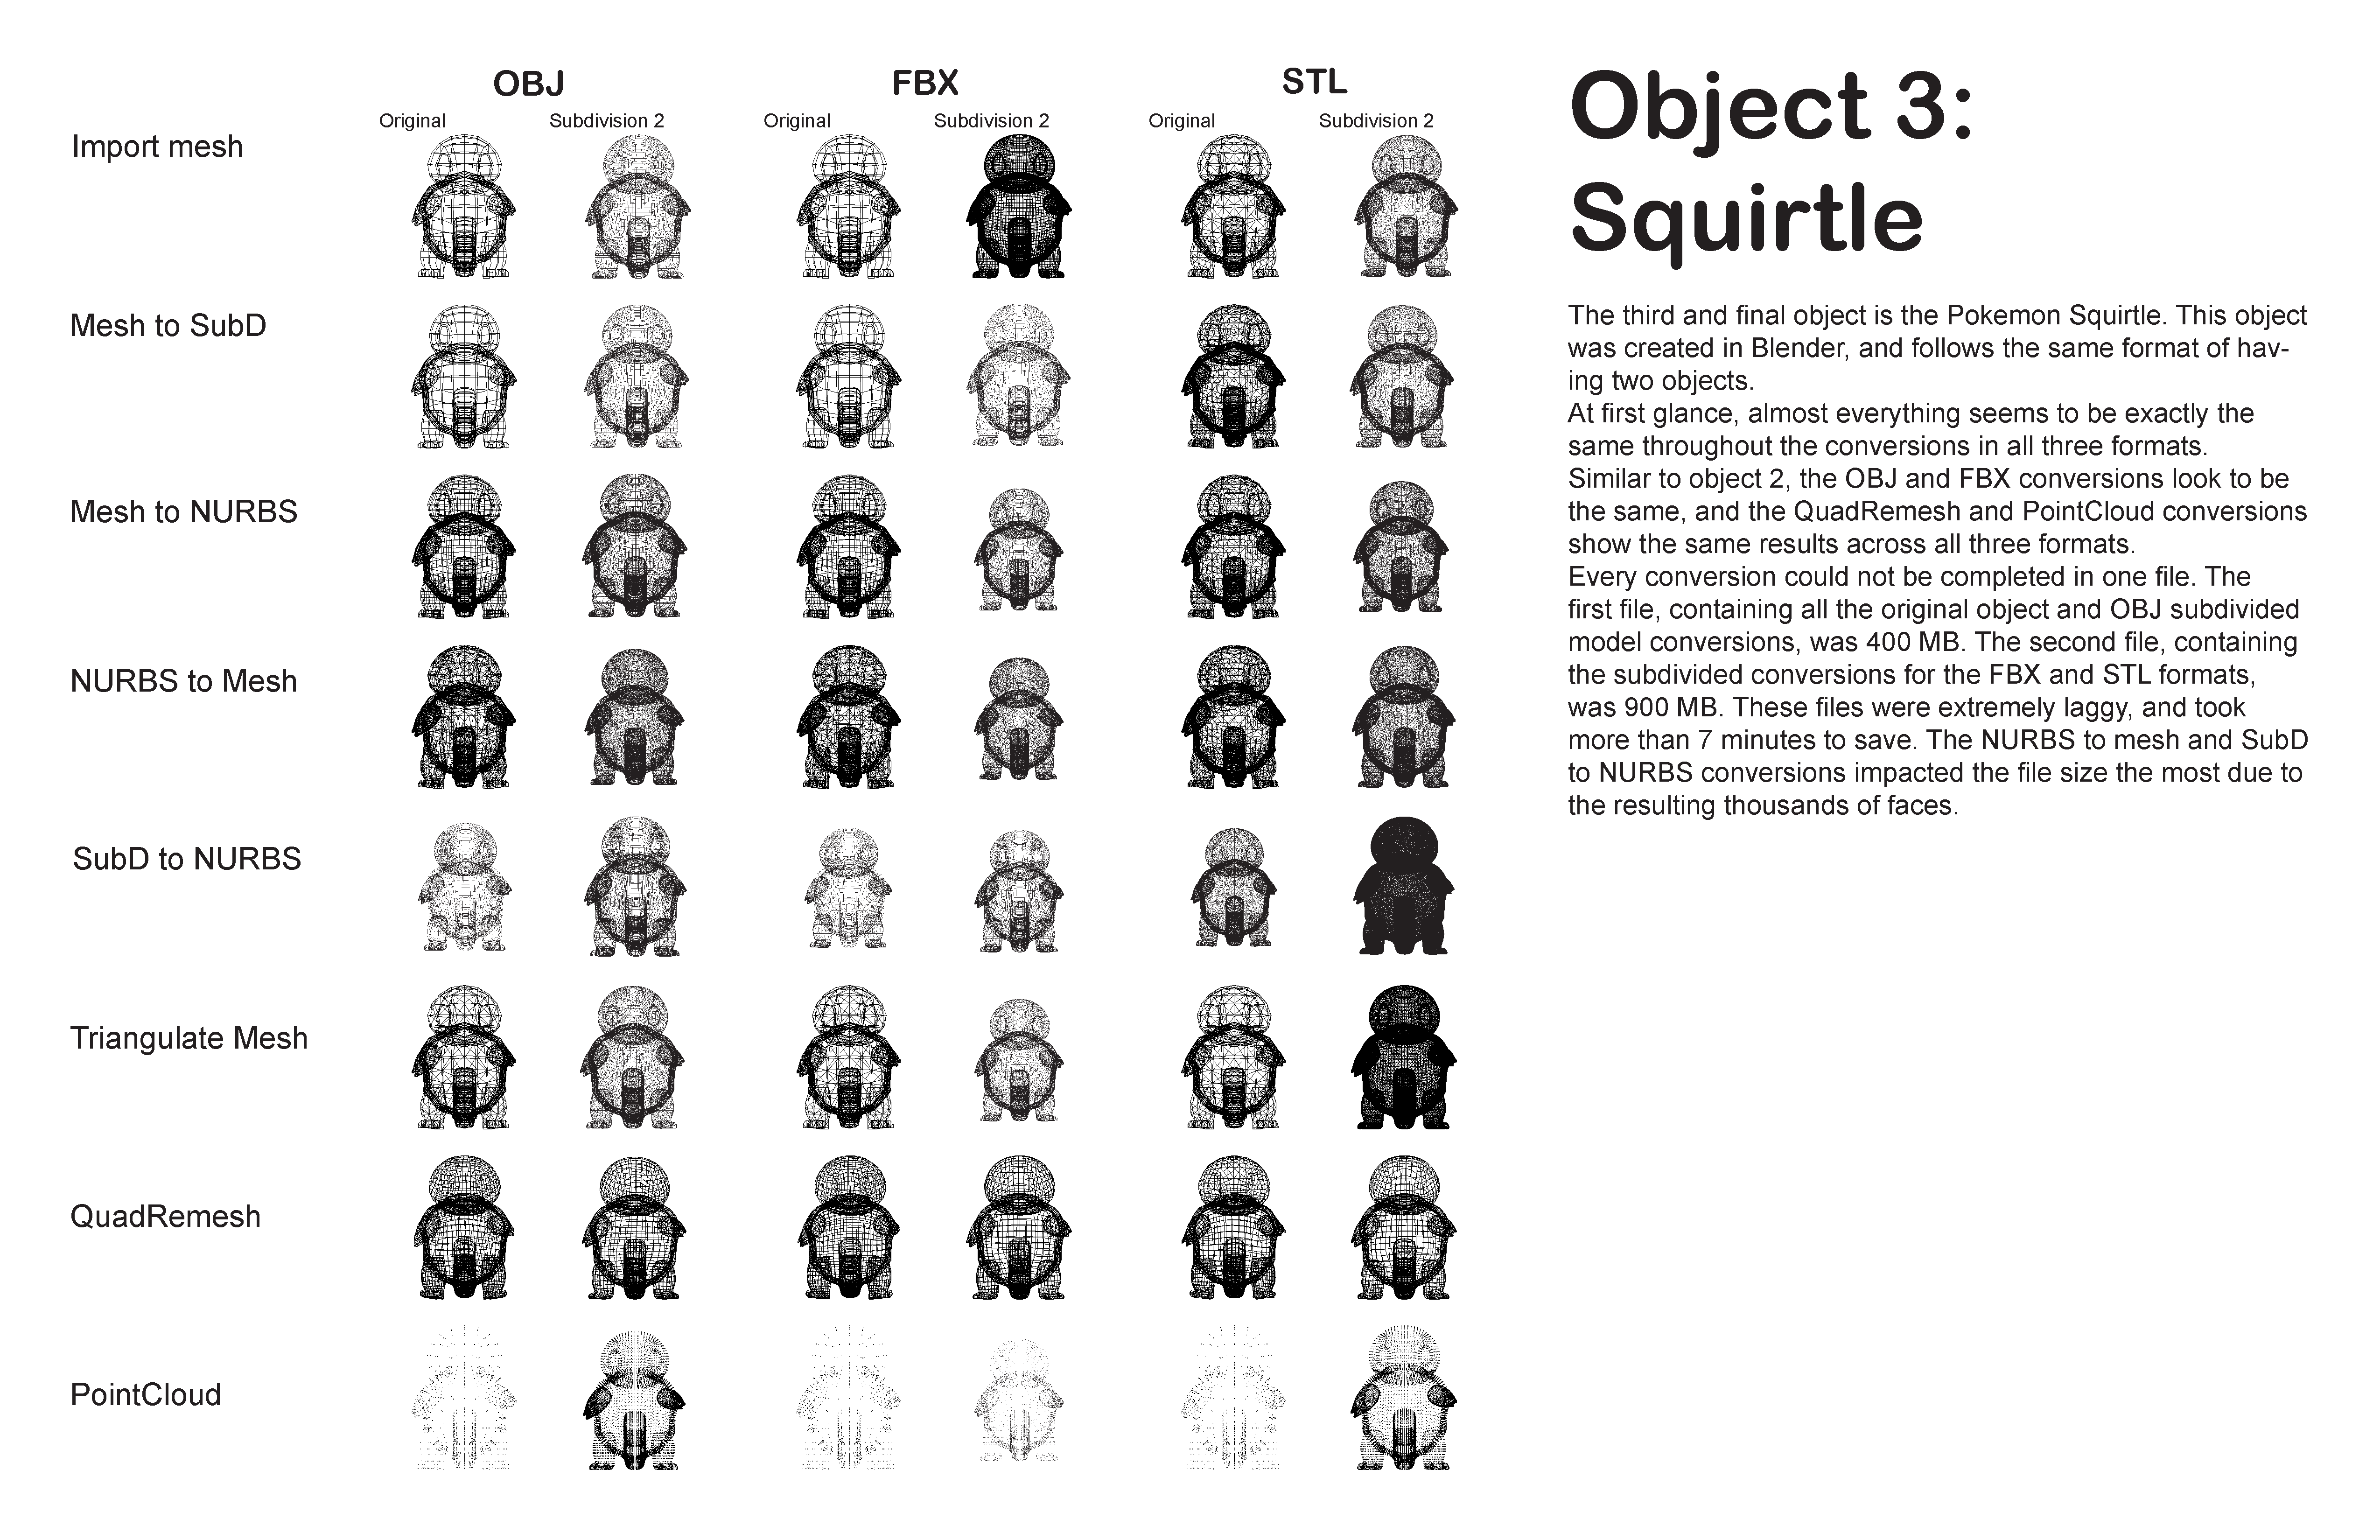 OBJ
FBX
STL
Original
Subdivision 2
Original
Subdivision 2
Original
Subdivision 2
Import mesh
Mesh to SubD
Mesh to NURBS
NURBS to Mesh
SubD to NURBS
Triangulate Mesh
QuadRemesh
PointCloud
Object 3:
Squirtle
The third and final object is the Pokemon Squirtle. This object
was created in Blender, and follows the same format of hav-
ing two objects.
At first glance, almost everything seems to be exactly the
same throughout the conversions in all three formats.
Similar to object 2, the OBJ and FBX conversions look to be
the same, and the QuadRemesh and PointCloud conversions
show the same results across all three formats.
Every conversion could not be completed in one file. The
first file, containing all the original object and OBJ subdivided
model conversions, was 400 MB. The second file, containing
the subdivided conversions for the FBX and STL formats,
was 900 MB. These files were extremely laggy, and took
more than 7 minutes to save. The NURBS to mesh and SubD
to NURBS conversions impacted the file size the most due to
the resulting thousands of faces.